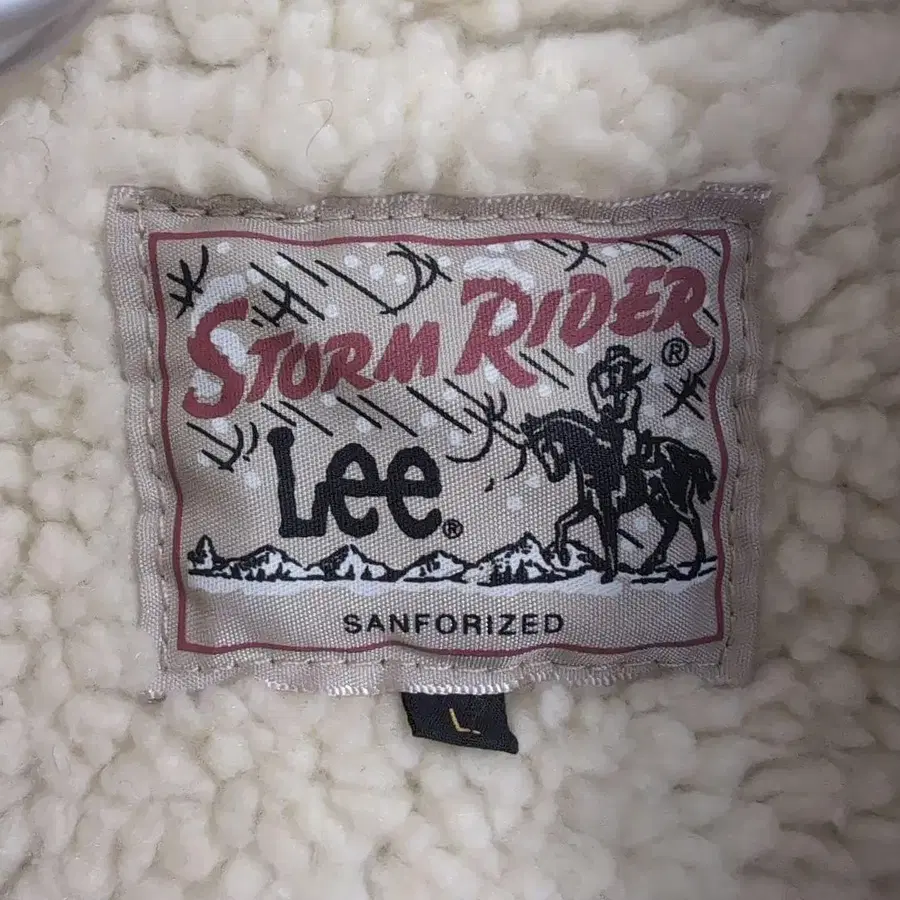 STORM RIDER®
Lee®
SANFORIZED
L